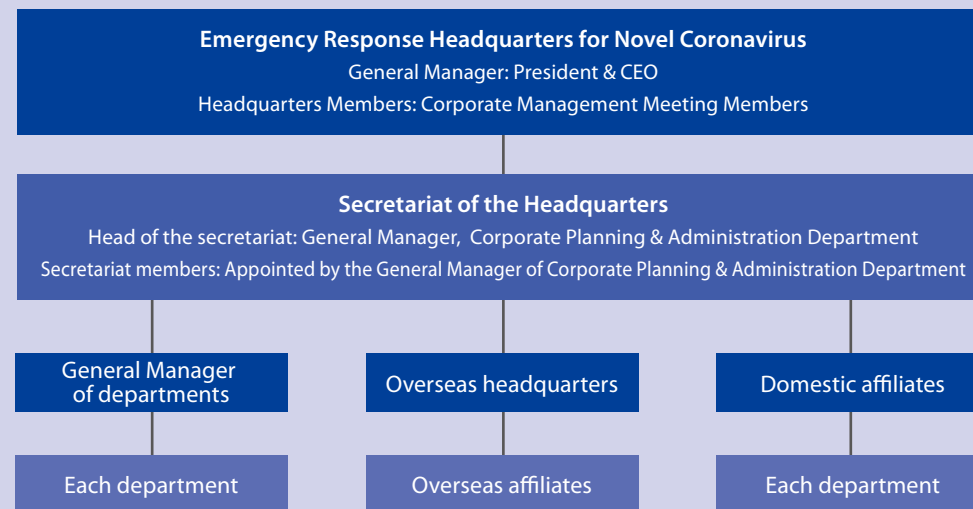 Emergency Response Headquarters for Novel Coronavirus
General Manager: President & CEO
Headquarters Members: Corporate Management Meeting Members
Secretariat of the Headquarters
Head of the secretariat: General Manager, Corporate Planning & Administration Department
Secretariat members: Appointed by the General Manager of Corporate Planning & Administration Department
General Manager
of departments
Overseas headquarters
Domestic affiliates
Each department
Overseas affiliates
Each department